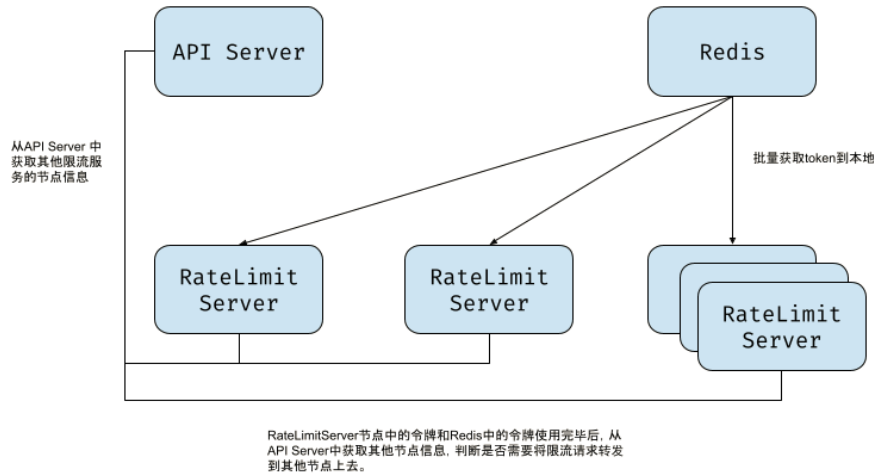 API Server
Redis
从API Server 中
获取其他限流服
务的节点信息
批量获取token到本地
RateLimit
Server
RateLimit
Server
RateLimit
Server
RateLimitServer节点中的令牌和Redis中的令牌使用完毕后, 从
API Server中获取其他节点信息, 判断是否需要将限流请求转发
到其他节点上去。